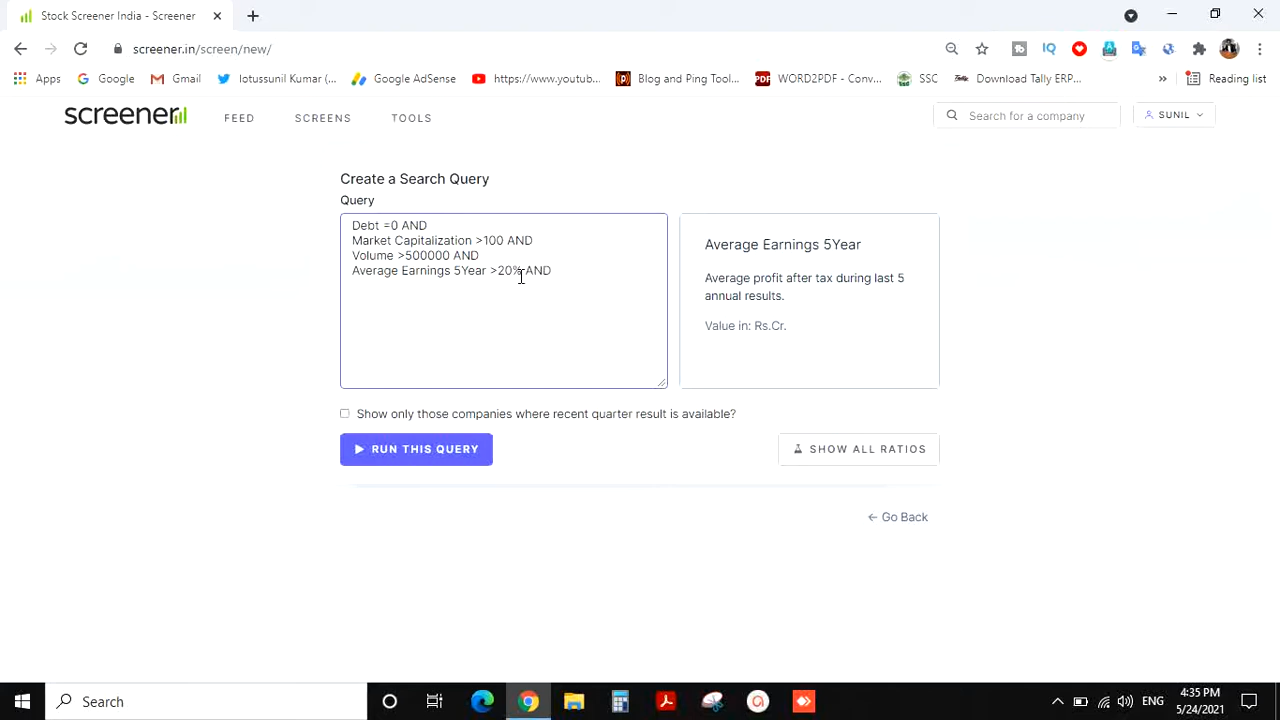 Stock Screener India - Screener
screener.in/screen/new/
Apps
Google
Gmail
lotussunil Kumar (...
Google AdSense
https://www.youtub...
Blog and Ping Tool...
WORD2PDF - Conv...
SSC
Download Tally ERP...
»
Reading list
screener
FEED
SCREENS
TOOLS
Search for a company
SUNIL
Create a Search Query
Query
Debt =0 AND
Market Capitalization >100 AND
Volume >500000 AND
Average Earnings 5Year >20% AND
Average Earnings 5Year
Average profit after tax during last 5
annual results.
Value in: Rs.Cr.
Show only those companies where recent quarter result is available?
RUN THIS QUERY
SHOW ALL RATIOS
← Go Back
Search
ENG
4:35 PM
5/24/2021